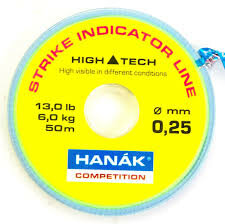 STRIKE INDICATOR LINE
HIGH▲TECH
High visible in different conditions
13,0 lb
6,0 kg
50m
Ø mm
0,25
HANÁK®
COMPETITION